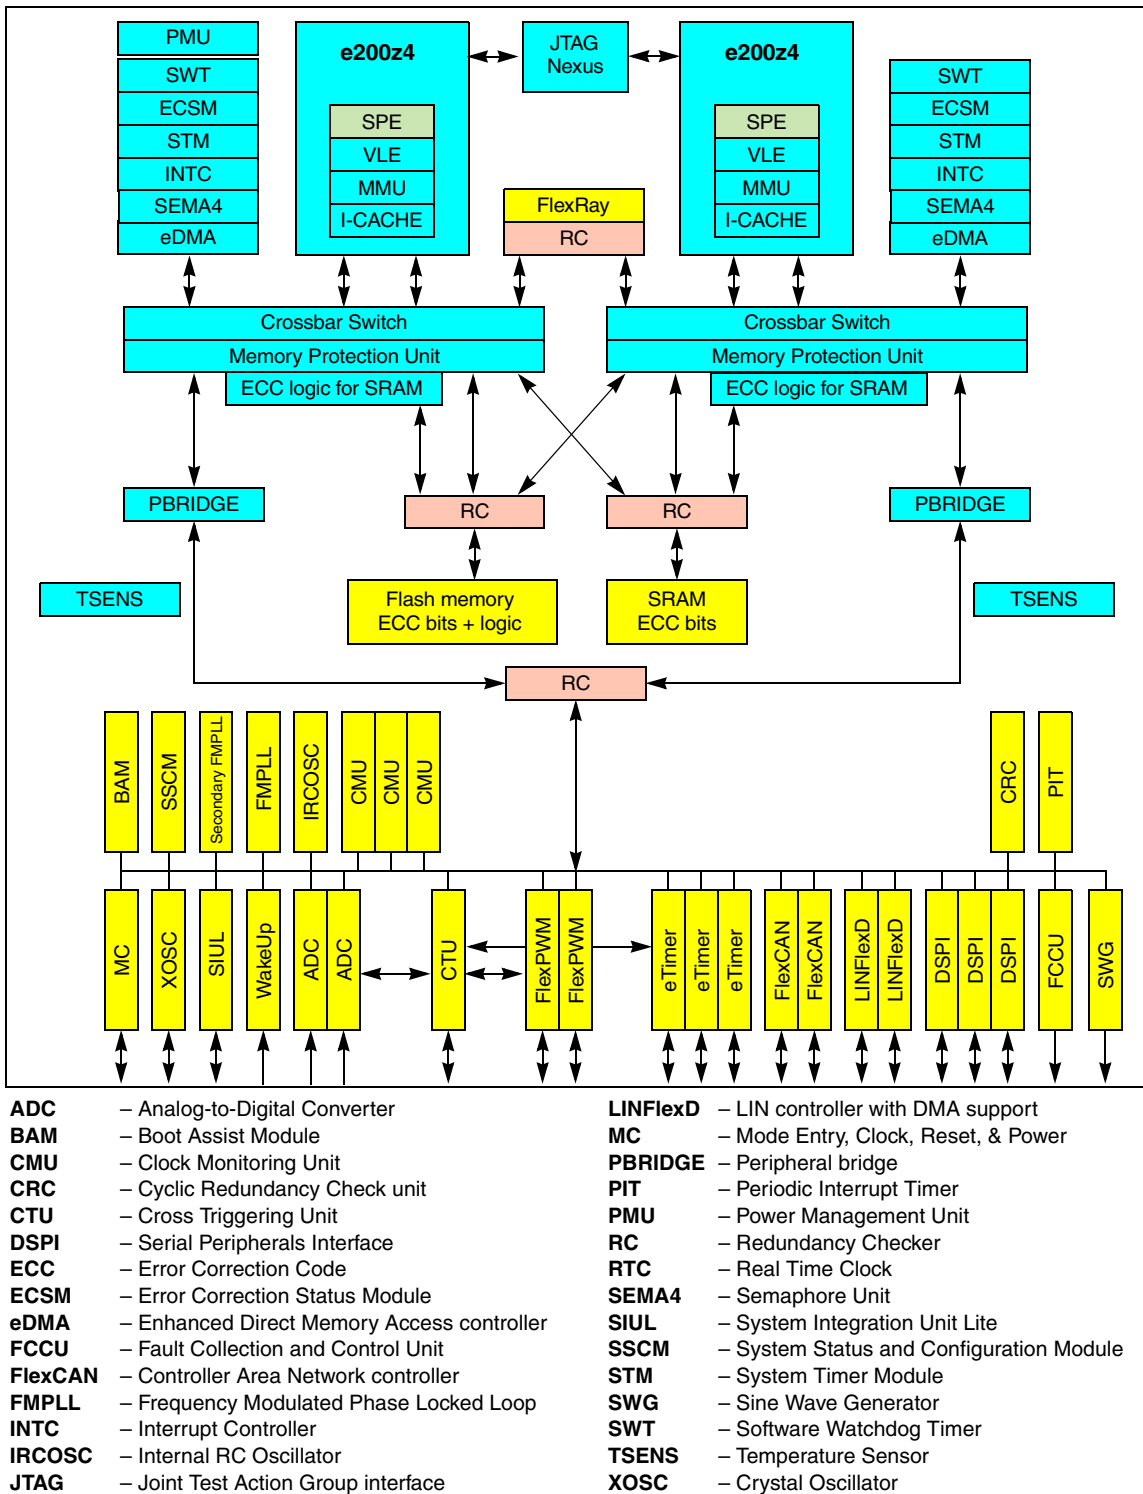 PMU
SWT
ECSM
STM
INTC
SEMA4
eDMA
e200z4
SPE
VLE
MMU
I-CACHE
JTAG
Nexus
FlexRay
RC
e200z4
SPE
VLE
MMU
I-CACHE
SWT
ECSM
STM
INTC
SEMA4
eDMA
Crossbar Switch
Memory Protection Unit
ECC logic for SRAM
Crossbar Switch
Memory Protection Unit
ECC logic for SRAM
PBRIDGE
RC
RC
PBRIDGE
TSENS
Flash memory
ECC bits + logic
SRAM
ECC bits
TSENS
RC
BAM
SSCM
Secondary FMPLL
FMPLL
IRCOSC
CMU
CMU
CMU
CRC
PIT
MC
XOSC
SIUL
WakeUp
ADC
ADC
CTU
FlexPWM
FlexPWM
eTimer
eTimer
eTimer
FlexCAN
FlexCAN
LINFlexD
LINFlexD
DSPI
DSPI
DSPI
FCCU
SWG
ADC – Analog-to-Digital Converter
BAM – Boot Assist Module
CMU – Clock Monitoring Unit
CRC – Cyclic Redundancy Check unit
CTU – Cross Triggering Unit
DSPI – Serial Peripherals Interface
ECC – Error Correction Code
ECSM – Error Correction Status Module
eDMA – Enhanced Direct Memory Access controller
FCCU – Fault Collection and Control Unit
FlexCAN – Controller Area Network controller
FMPLL – Frequency Modulated Phase Locked Loop
INTC – Interrupt Controller
IRCOSC – Internal RC Oscillator
JTAG – Joint Test Action Group interface
LINFlexD – LIN controller with DMA support
MC – Mode Entry, Clock, Reset, & Power
PBRIDGE – Peripheral bridge
PIT – Periodic Interrupt Timer
PMU – Power Management Unit
RC – Redundancy Checker
RTC – Real Time Clock
SEMA4 – Semaphore Unit
SIUL – System Integration Unit Lite
SSCM – System Status and Configuration Module
STM – System Timer Module
SWG – Sine Wave Generator
SWT – Software Watchdog Timer
TSENS – Temperature Sensor
XOSC – Crystal Oscillator